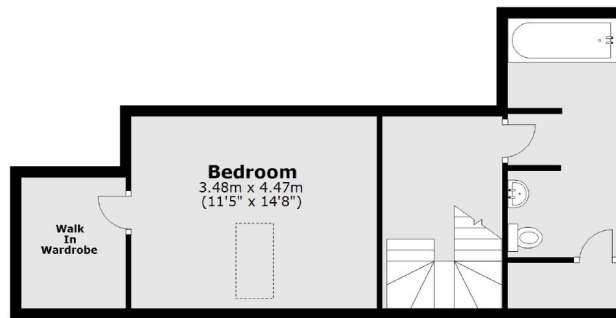 Bedroom
3.48m x 4.47m
(11'5" x 14'8")
Walk
In
Wardrobe